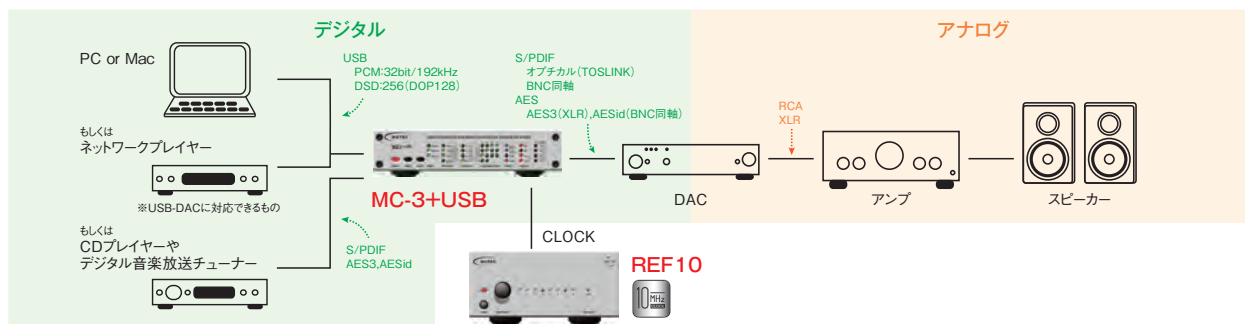 デジタル
アナログ
PC or Mac
USB
PCM:32bit/192kHz
DSD:256(DOP128)
S/PDIF
オプチカル(TOSLINK)
BNC同軸
AES
AES3(XLR),AESid(BNC同軸)
RCA
XLR
もしくは
ネットワークプレイヤー
※USB-DACに対応できるもの
MC-3+USB
DAC
アンプ
スピーカー
もしくは
CDプレイヤーや
デジタル音楽放送チューナー
S/PDIF
AES3,AESid
CLOCK
REF10
10 MHz